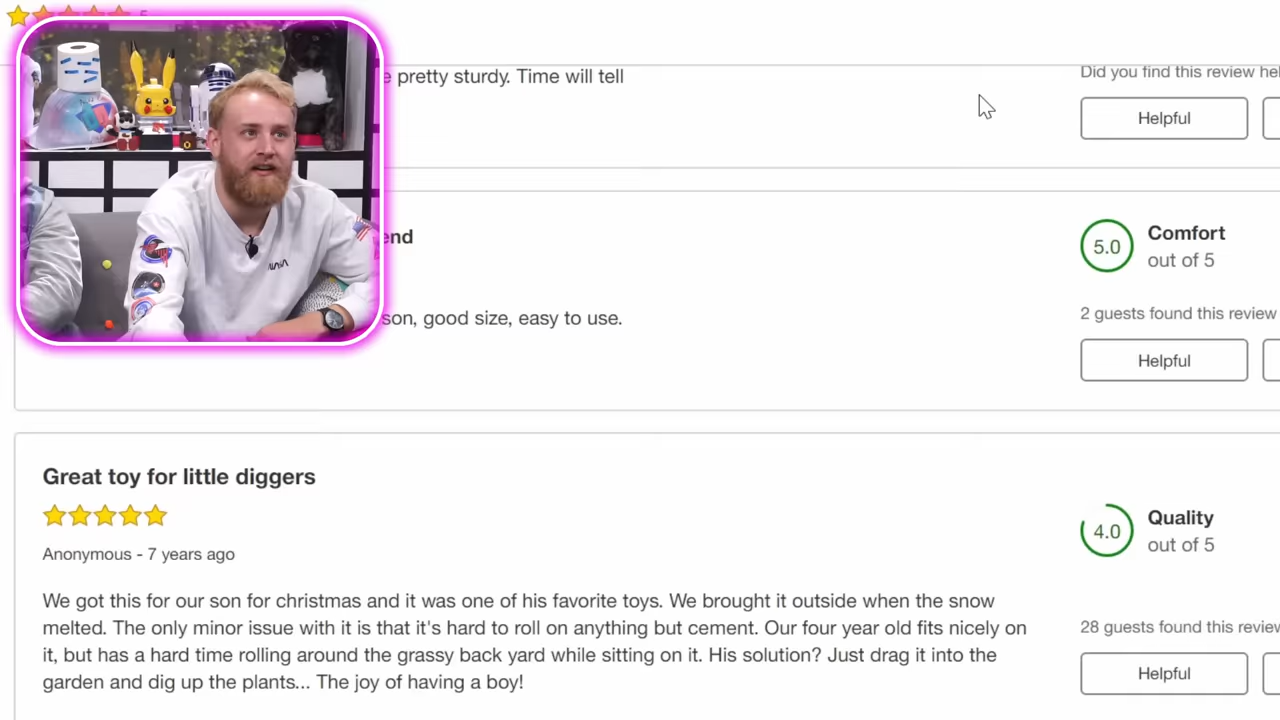 5
e pretty sturdy. Time will tell
Did you find this review hel
Helpful
end
5.0
Comfort
out of 5
son, good size, easy to use.
2 guests found this review
Helpful
Great toy for little diggers
Anonymous - 7 years ago
4.0
Quality
out of 5
We got this for our son for christmas and it was one of his favorite toys. We brought it outside when the snow
melted. The only minor issue with it is that it's hard to roll on anything but cement. Our four year old fits nicely on
it, but has a hard time rolling around the grassy back yard while sitting on it. His solution? Just drag it into the
garden and dig up the plants... The joy of having a boy!
28 guests found this review
Helpful